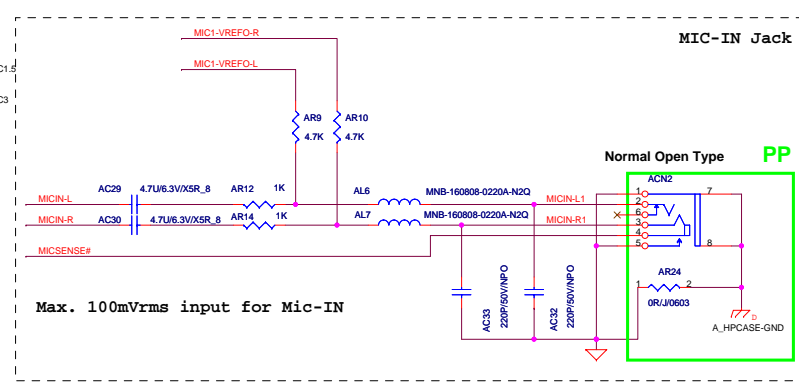 MIC1-VREFO-R
MIC-IN Jack
MIC1-VREFO-L
C1.5
C3
AR9
AR10
4.7K
4.7K
Normal Open Type
PP
ACN2
AC29
4.7U/6.3V/X5R_8
AR12
1K
AL6
MNB-160808-0220A-N2Q
MICIN-L
MICIN-L1
1
7
2
6
MICIN-R
AC30
4.7U/6.3V/X5R_8
AR14
1K
AL7
MNB-160808-0220A-N2Q
MICIN-R1
3
4
MICSENSE#
5
8
AC33
220P/50V/NPO
AC32
220P/50V/NPO
AR24
1
2
0R/J/0603
Max. 100mVrms input for Mic-IN
D
A_HPCASE-GND